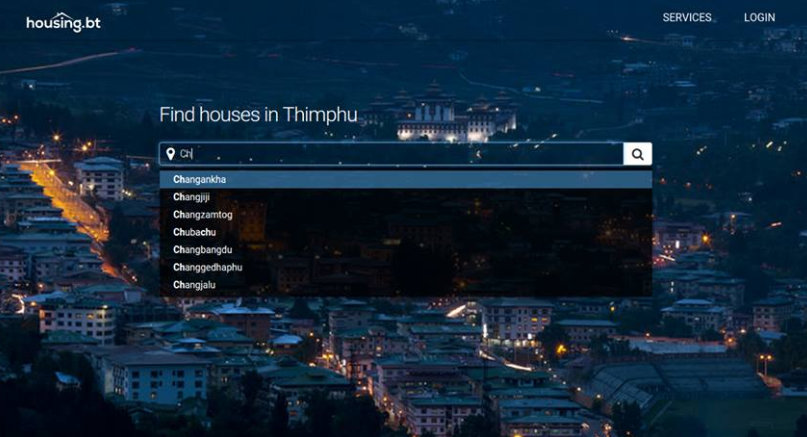 housing.bt
SERVICES
LOGIN
Find houses in Thimphu
Ch
Changankha
Changjiji
Changzamtog
Chubachu
Changbangdu
Changgedhaphu
Changjalu